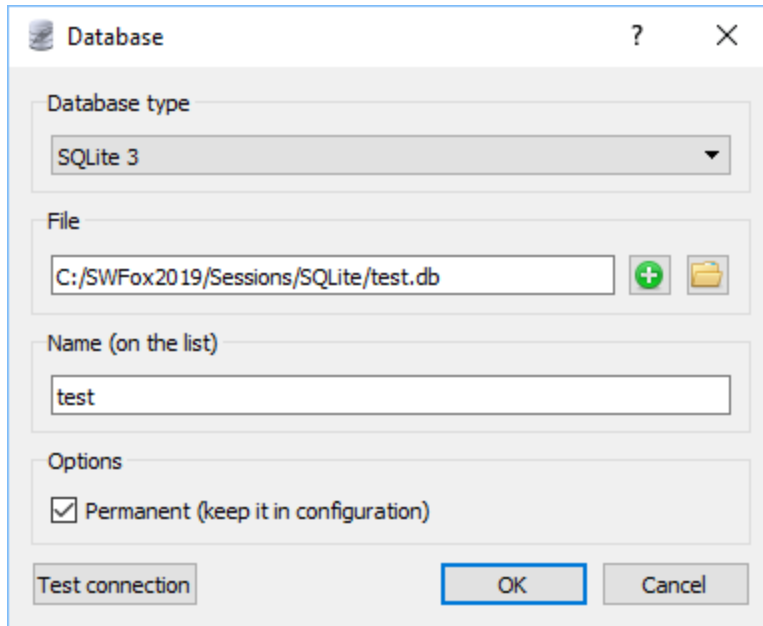 Database ?
Database type
SQLite 3
File
C:/SWFox2019/Sessions/SQLite/test.db
Name (on the list)
test
Options
Permanent (keep it in configuration)
Test connection OK Cancel